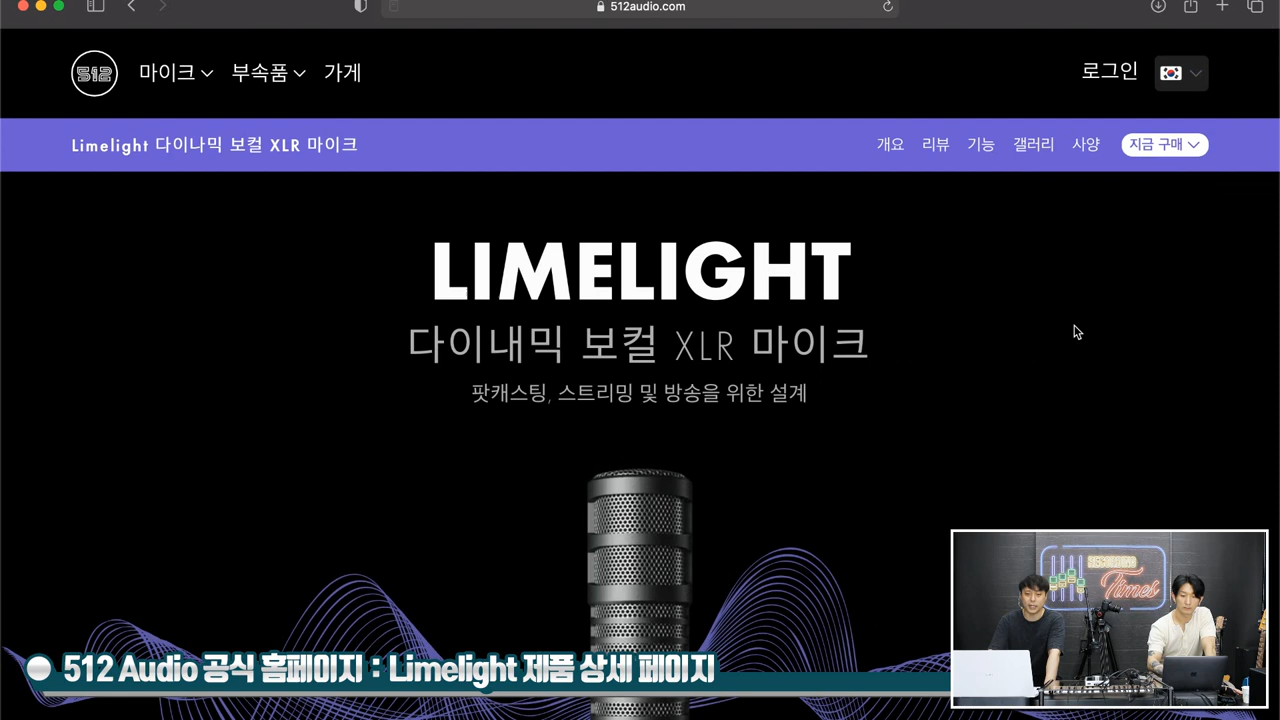 512audio.com
512
마이크
부속품
가게
로그인
Limelight 다이나믹 보컬 XLR 마이크
개요
리뷰
기능
갤러리
사양
지금 구매
LIMELIGHT
다이내믹 보컬 XLR 마이크
팟캐스팅, 스트리밍 및 방송을 위한 설계
Times
512 Audio 공식 홈페이지 : Limelight 제품 상세 페이지